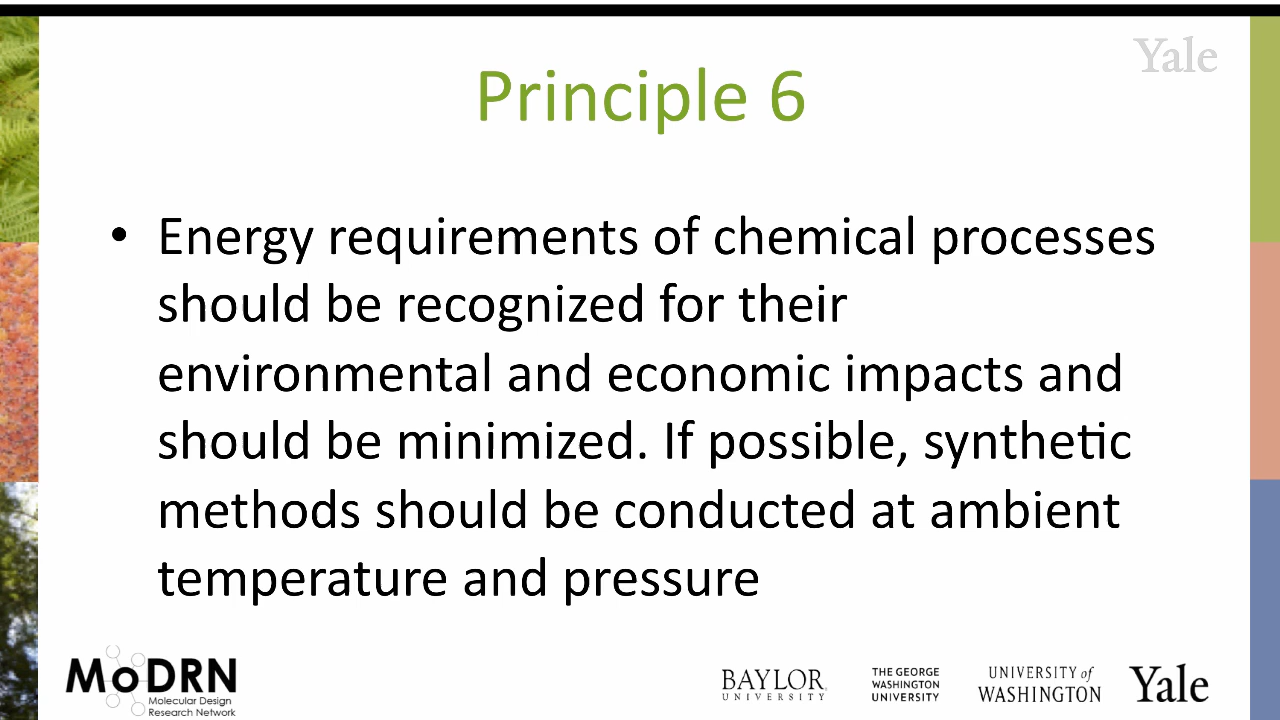 Yale
Principle 6
• Energy requirements of chemical processes
should be recognized for their
environmental and economic impacts and
should be minimized. If possible, synthetic
methods should be conducted at ambient
temperature and pressure
MoDRN
Molecular Design
Research Network
BAYLOR
UNIVERSITY
THE GEORGE
WASHINGTON
UNIVERSITY
UNIVERSITY of
WASHINGTON
Yale